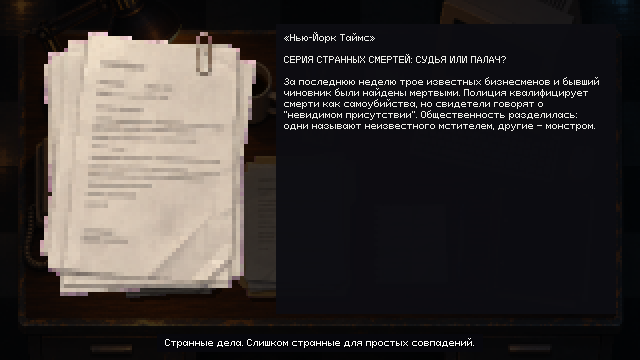 «Нью-Йорк Таймс»
СЕРИЯ СТРАННЫХ СМЕРТЕЙ: СУДЬЯ ИЛИ ПАЛАЧ?
За последнюю неделю трое известных бизнесменов и бывший
чиновник были найдены мертвыми. Полиция квалифицирует
смерти как самоубийства, но свидетели говорят о
"невидимом присутствии". Общественность разделилась:
одни называют неизвестного мстителем, другие – монстром.
Странные дела. Слишком странные для простых совпадений.